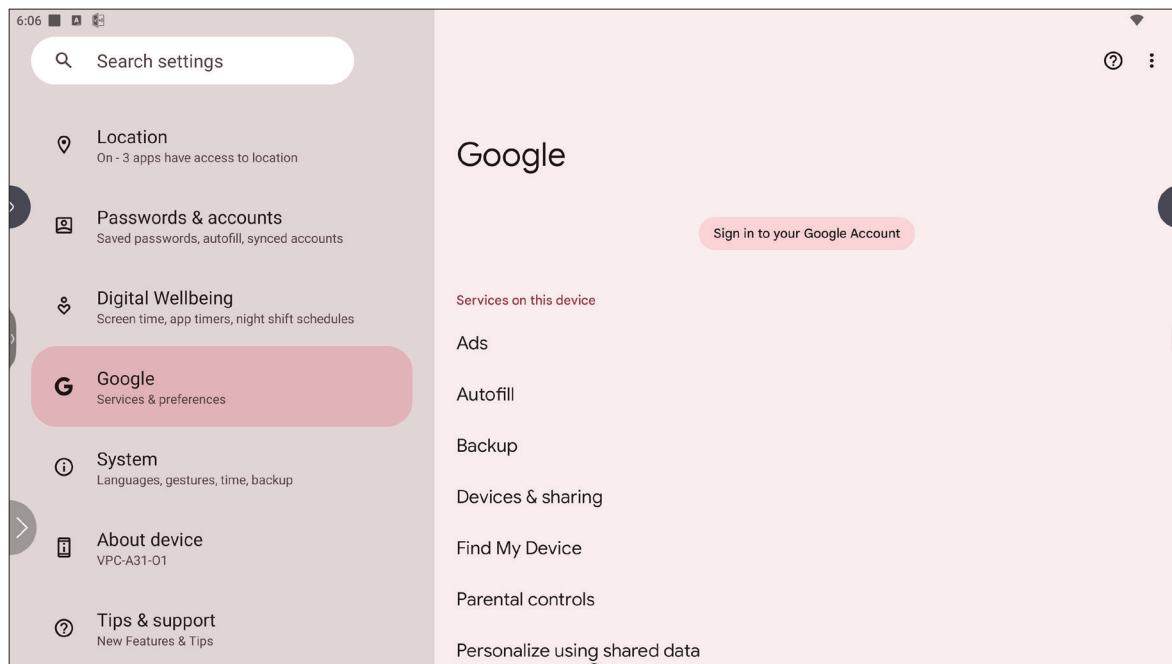 6:06
Search settings
Location
On - 3 apps have access to location
Passwords & accounts
Saved passwords, autofill, synced accounts
Digital Wellbeing
Screen time, app timers, night shift schedules
Google
Services & preferences
System
Languages, gestures, time, backup
About device
VPC-A31-O1
Tips & support
New Features & Tips
Google
Sign in to your Google Account
Services on this device
Ads
Autofill
Backup
Devices & sharing
Find My Device
Parental controls
Personalize using shared data